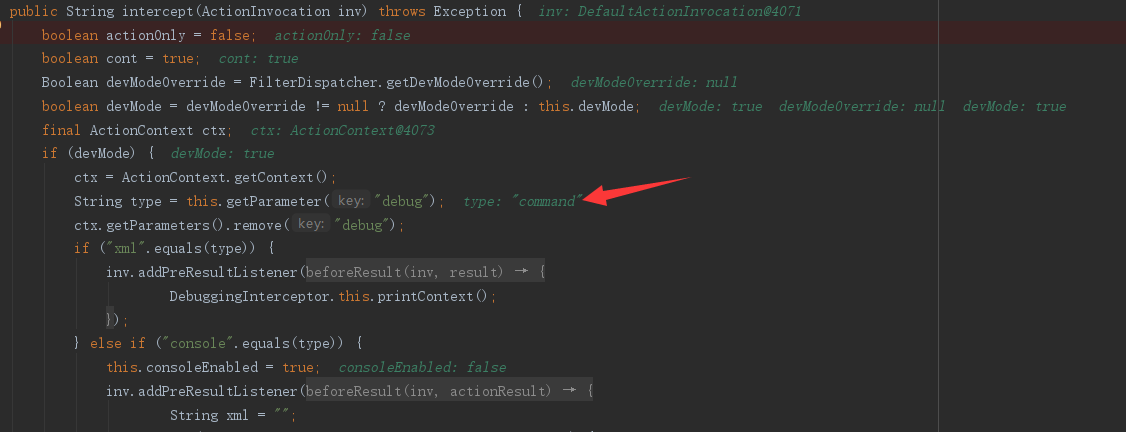 public String intercept(ActionInvocation inv) throws Exception { inv: DefaultActionInvocation@4071
boolean actionOnly = false; actionOnly: false
boolean cont = true; cont: true
Boolean devModeOverride = FilterDispatcher.getDevModeOverride(); devModeOverride: null
boolean devMode = devModeOverride != null ? devModeOverride : this.devMode; devMode: true devModeOverride: null devMode: true
final ActionContext ctx; ctx: ActionContext@4073
if (devMode) { devMode: true
ctx = ActionContext.getContext();
String type = this.getParameter( key: "debug"); type: "command"
ctx.getParameters().remove( key: "debug");
if ("xml".equals(type)) {
inv.addPreResultListener(beforeResult(inv, result) → {
DebuggingInterceptor.this.printContext();
});
} else if ("console".equals(type)) {
this.consoleEnabled = true; consoleEnabled: false
inv.addPreResultListener(beforeResult(inv, actionResult) → {
String xml = "";